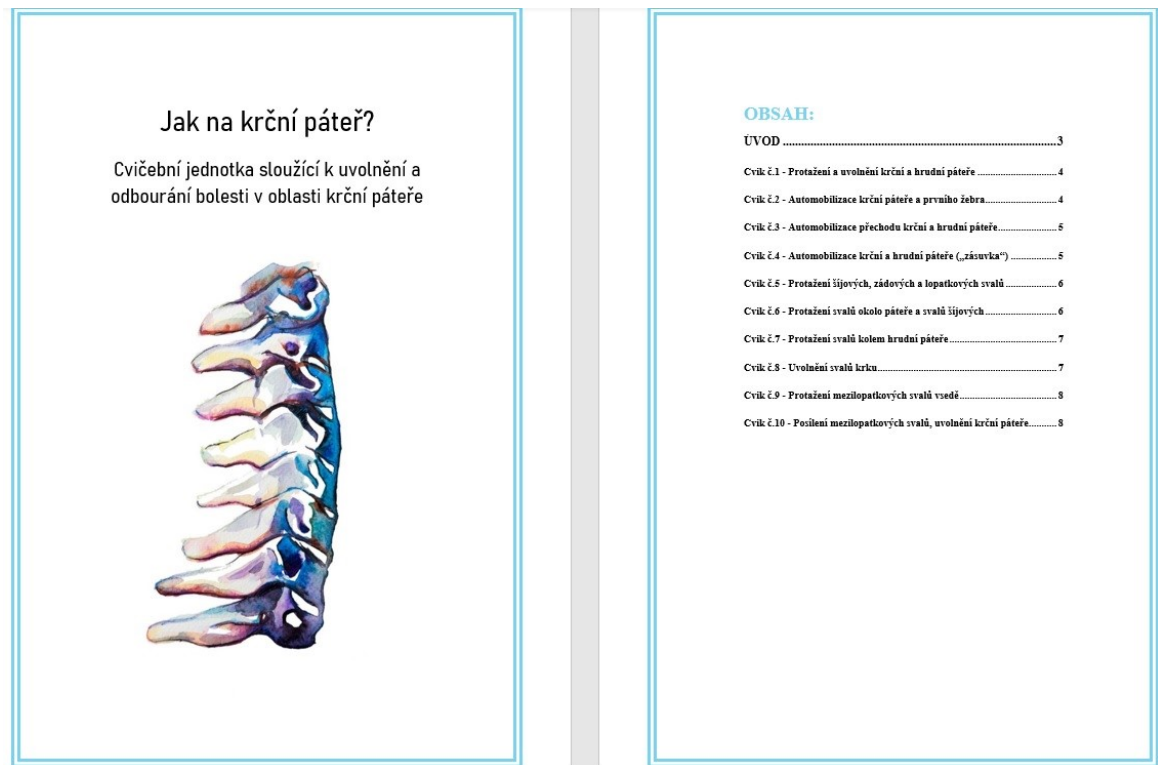 Jak na krční páteř?
Cvičební jednotka sloužící k uvolnění a
odbourání bolesti v oblasti krční páteře
OBSAH:
ÚVOD ........................................................................................3
Cvik č.1 - Protažení a uvolnění krční a hrudní páteře .............................. 4
Cvik č.2 - Automobilizace krční páteře a prvního žebra........................... 4
Cvik č.3 - Automobilizace přechodu krční a hrudní páteře...................... 5
Cvik č.4 - Automobilizace krční a hrudní páteře („zásuvka“) ................. 5
Cvik č.5 - Protažení šíjových, zádových a lopatkových svalů ................... 6
Cvik č.6 - Protažení svalů okolo páteře a svalů šíjových........................... 6
Cvik č.7 - Protažení svalů kolem hrudní páteře........................................ 7
Cvik č.8 - Uvolnění svalů krku................................................................... 7
Cvik č.9 - Protažení mezilopatkových svalů vsedě.................................... 8
Cvik č.10 - Posílení mezilopatkových svalů, uvolnění krční páteře.......... 8